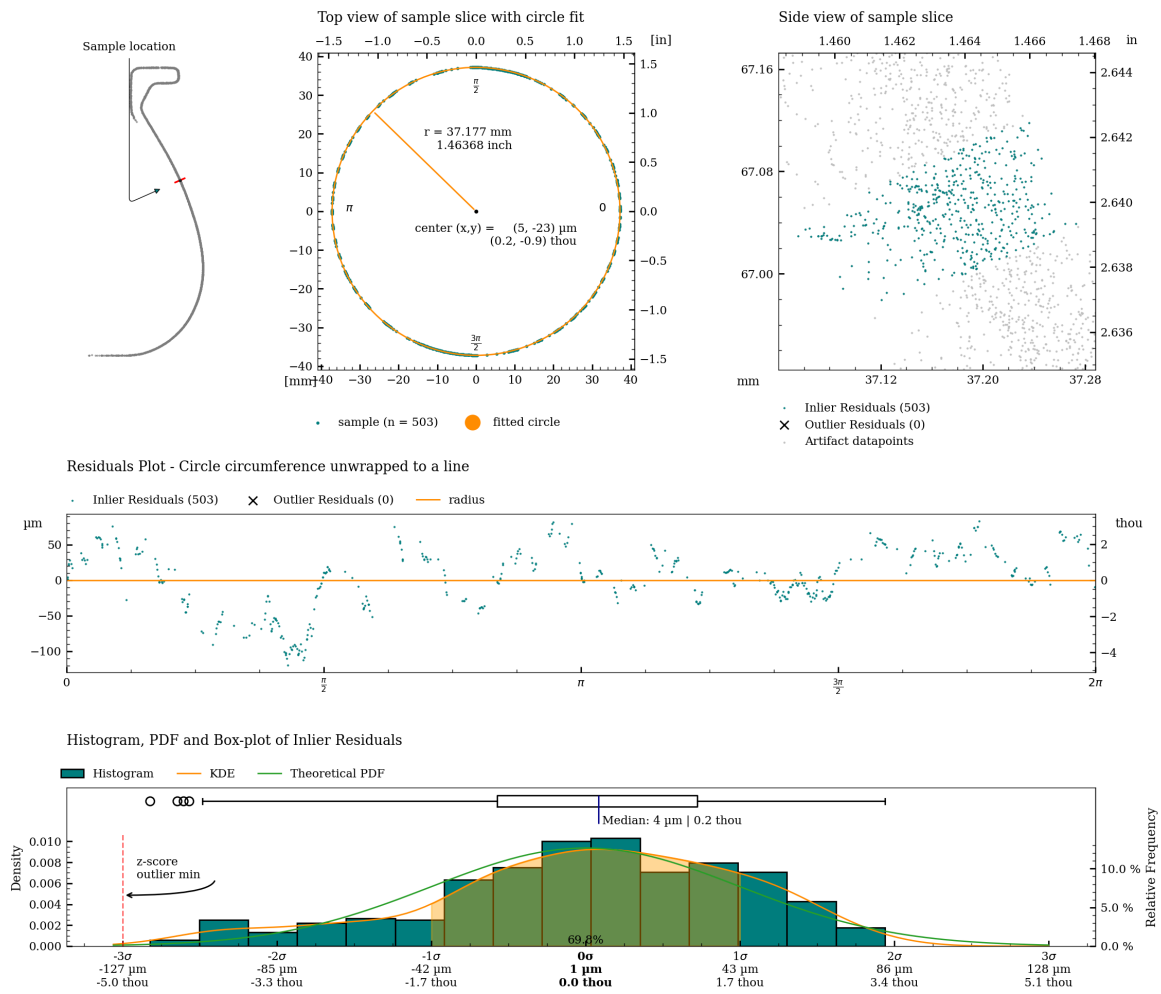 Top view of sample slice with circle fit
Side view of sample slice
Sample location
−1.5 −1.0 −0.5 0.0 0.5 1.0 1.5 [in]
1.460 1.462 1.464 1.466 1.468 in
40 30 20 10 0 −10 −20 −30 −40
1.5 1.0 0.5 0.0 −0.5 −1.0 −1.5
π/2
r = 37.177 mm
1.46368 inch
π
0
center (x,y) = (5, -23) µm
(0.2, -0.9) thou
3π/2
[mm] −40 −30 −20 −10 0 10 20 30 40
67.16 67.08 67.00
2.644 2.642 2.640 2.638 2.636
mm 37.12 37.20 37.28
sample (n = 503) fitted circle
Inlier Residuals (503)
Outlier Residuals (0)
Artifact datapoints
Residuals Plot - Circle circumference unwrapped to a line
Inlier Residuals (503) Outlier Residuals (0) radius
µm thou
50 0 −50 −100
2 0 −2 −4
0 π/2 π 3π/2 2π
Histogram, PDF and Box-plot of Inlier Residuals
Histogram KDE Theoretical PDF
Median: 4 µm | 0.2 thou
z-score
outlier min
Density
0.010 0.008 0.006 0.004 0.002 0.000
10.0 % 5.0 % 0.0 %
Relative Frequency
69.8%
-3σ -2σ -1σ 0σ 1σ 2σ 3σ
-127 µm -85 µm -42 µm 1 µm 43 µm 86 µm 128 µm
-5.0 thou -3.3 thou -1.7 thou 0.0 thou 1.7 thou 3.4 thou 5.1 thou